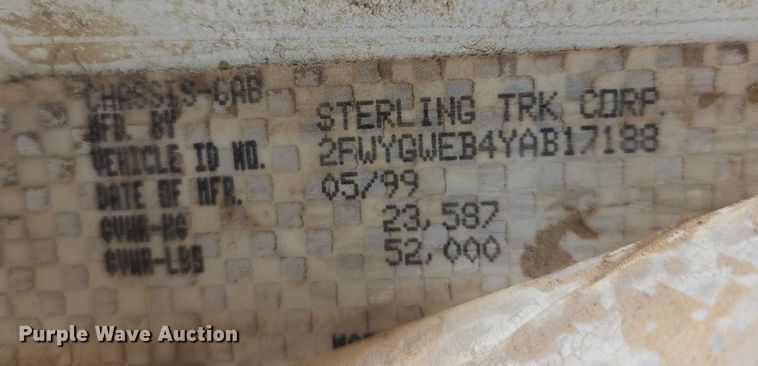 CHASSIS-CAB
MFD. BY STERLING TRK CORP.
VEHICLE ID NO. 2FWYGWEB4YAB17188
DATE OF MFR. 05/99
GVWR-KG 23,587
GVWR-LBS 52,000
Purple Wave Auction